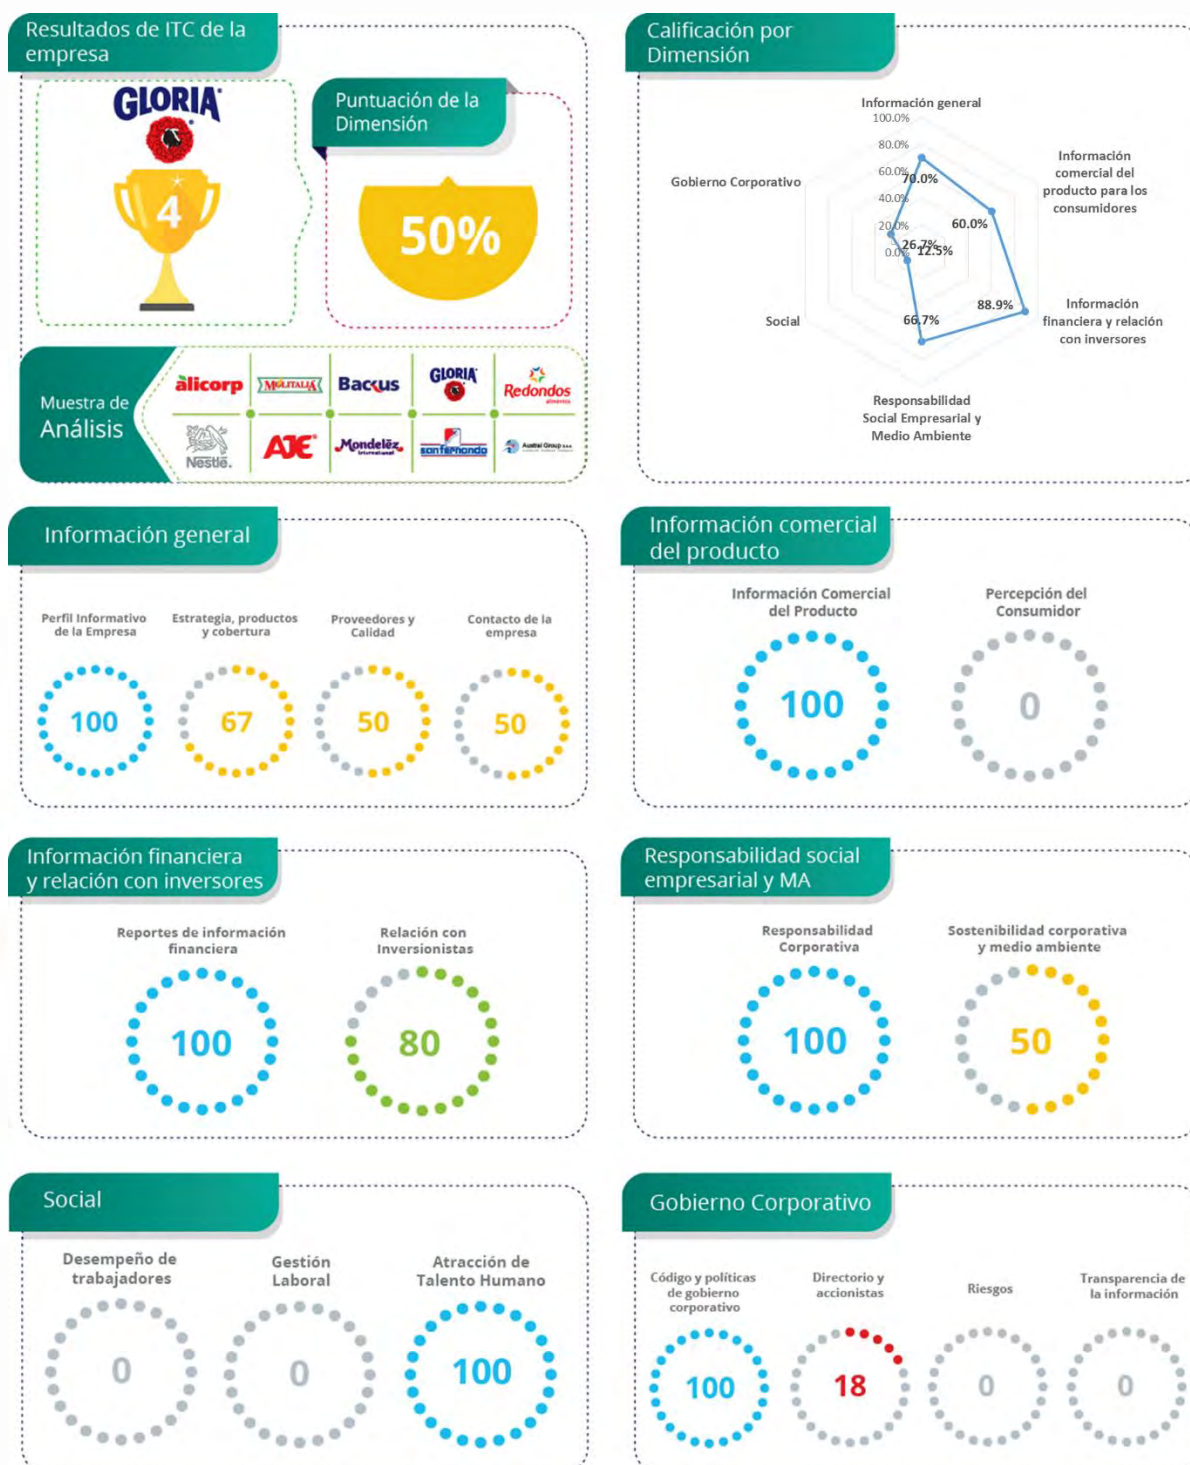 Resultados de ITC de la
empresa
GLORIA
4
Puntuación de la
Dimensión
50%
Muestra de
Análisis
alicorp
MOLITALIA
Backus
GLORIA
Redondos
alimentos
Nestlé.
AJE
Mondelēz
International
san fernando
Austral Group S.A.A.
Calificación por
Dimensión
Información general
100.0%
80.0%
60.0%
40.0%
20.0%
0.0%
70.0%
Información
comercial del
producto para los
consumidores
60.0%
Información
financiera y relación
con inversores
88.9%
Responsabilidad
Social Empresarial y
Medio Ambiente
66.7%
Social
12.5%
Gobierno Corporativo
26.7%
Información general
Perfil Informativo
de la Empresa
100
Estrategia, productos
y cobertura
67
Proveedores y
Calidad
50
Contacto de la
empresa
50
Información comercial
del producto
Información Comercial
del Producto
100
Percepción del
Consumidor
0
Información financiera
y relación con inversores
Reportes de información
financiera
100
Relación con
Inversionistas
80
Responsabilidad social
empresarial y MA
Responsabilidad
Corporativa
100
Sostenibilidad corporativa
y medio ambiente
50
Social
Desempeño de
trabajadores
0
Gestión
Laboral
0
Atracción de
Talento Humano
100
Gobierno Corporativo
Código y políticas
de gobierno
corporativo
100
Directorio y
accionistas
18
Riesgos
0
Transparencia de
la información
0